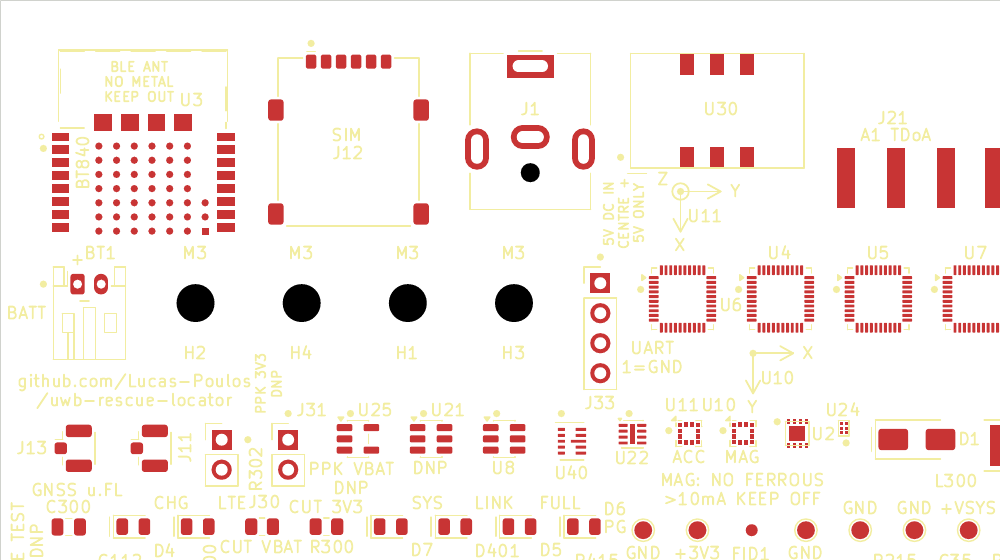 BLE ANT
NO METAL
KEEP OUT
U3
BT840
SIM
J12
J1
U30
J21
A1 TDoA
5V DC IN
CENTRE +
5V ONLY
Z
Y
X
U11
BT1
+
BATT
M3
M3
M3
M3
H2
H4
H1
H3
U6
U4
U5
U7
X
Y
U10
UART
1=GND
J33
github.com/Lucas-Poulos
/uwb-rescue-locator
PPK 3V3
DNP
J13
J11
GNSS u.FL
R302
J31
LTE
J30
U25
PPK VBAT
DNP
U21
DNP
U8
U40
U22
U11
ACC
U10
MAG
U2
U24
D1
L300
MAG: NO FERROUS
>10mA KEEP OFF
E TEST
DNP
C300
CHG
D4
CUT VBAT
CUT 3V3
R300
SYS
D7
LINK
D401
FULL
D5
D6
PG
GND
+3V3
FID1
GND
GND
GND
+VSYS